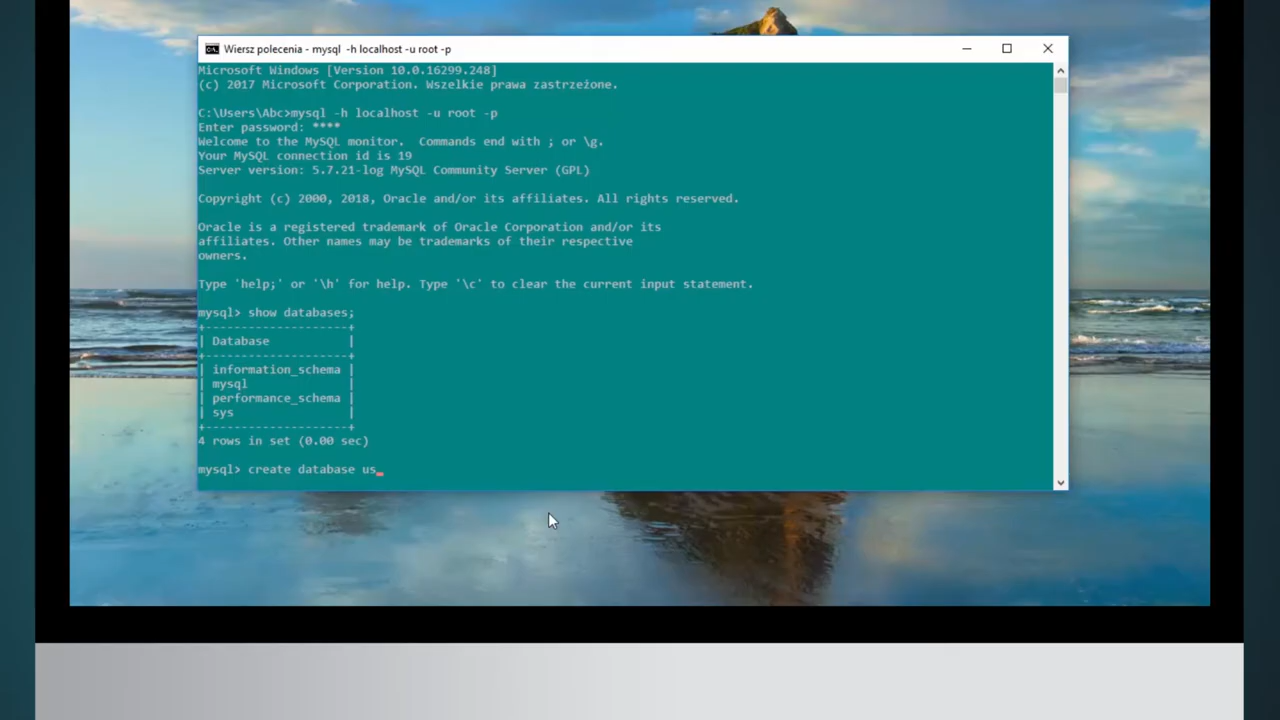 Wiersz polecenia - mysql -h localhost -u root -p
Microsoft Windows [Version 10.0.16299.248]
(c) 2017 Microsoft Corporation. Wszelkie prawa zastrzeżone.
C:\Users\Abc>mysql -h localhost -u root -p
Enter password: ****
Welcome to the MySQL monitor.  Commands end with ; or \g.
Your MySQL connection id is 19
Server version: 5.7.21-log MySQL Community Server (GPL)
Copyright (c) 2000, 2018, Oracle and/or its affiliates. All rights reserved.
Oracle is a registered trademark of Oracle Corporation and/or its
affiliates. Other names may be trademarks of their respective
owners.
Type 'help;' or '\h' for help. Type '\c' to clear the current input statement.
mysql> show databases;
+--------------------+
| Database           |
+--------------------+
| information_schema |
| mysql              |
| performance_schema |
| sys                |
+--------------------+
4 rows in set (0.00 sec)
mysql> create database us_